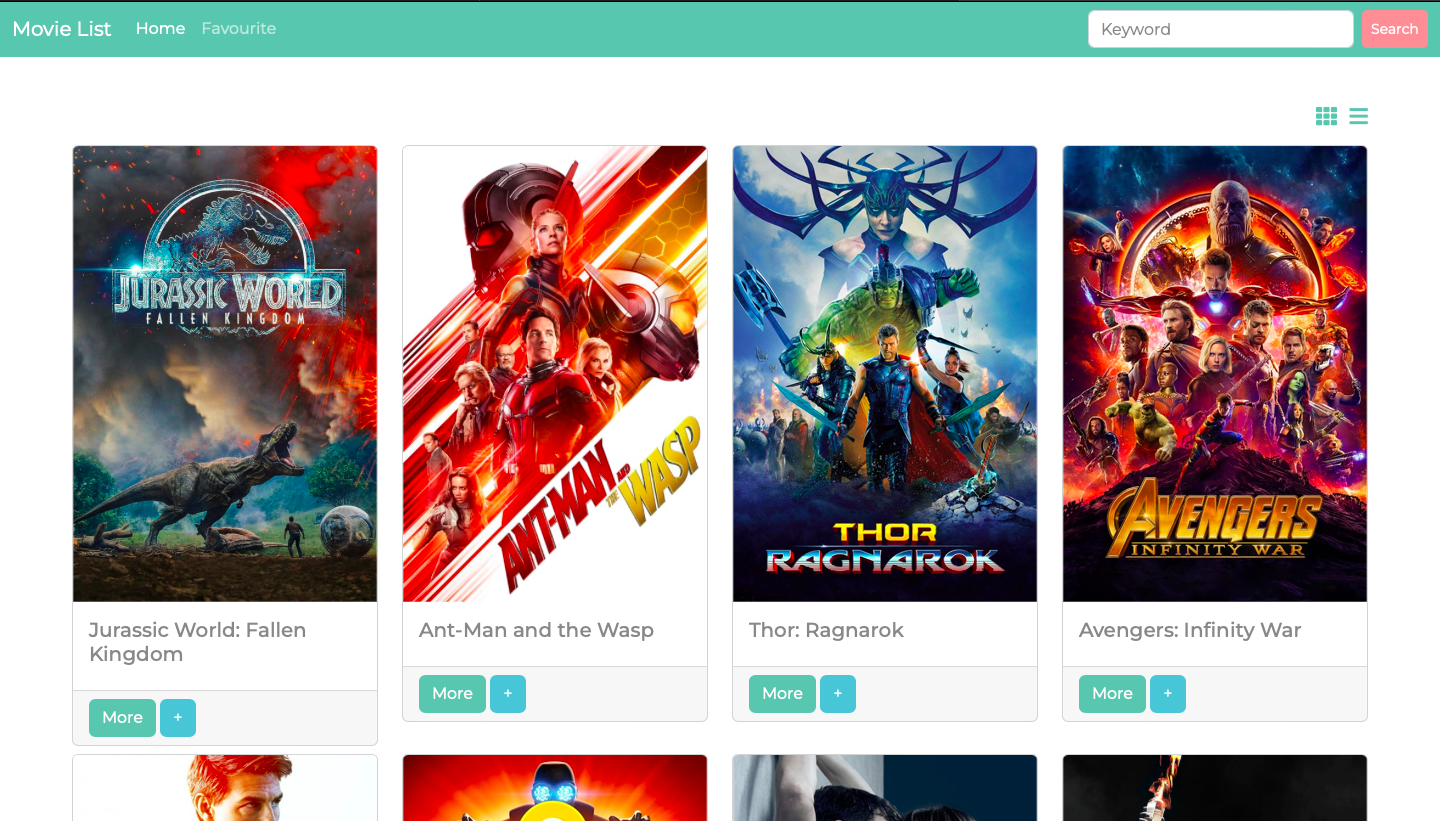 Movie List
Home
Favourite
Keyword
Search
JURASSIC WORLD
FALLEN KINGDOM
ANT-MAN AND
THE WASP
THOR
RAGNAROK
AVENGERS
INFINITY WAR
Jurassic World: Fallen
Kingdom
Ant-Man and the Wasp
Thor: Ragnarok
Avengers: Infinity War
More
+
More
+
More
+
More
+